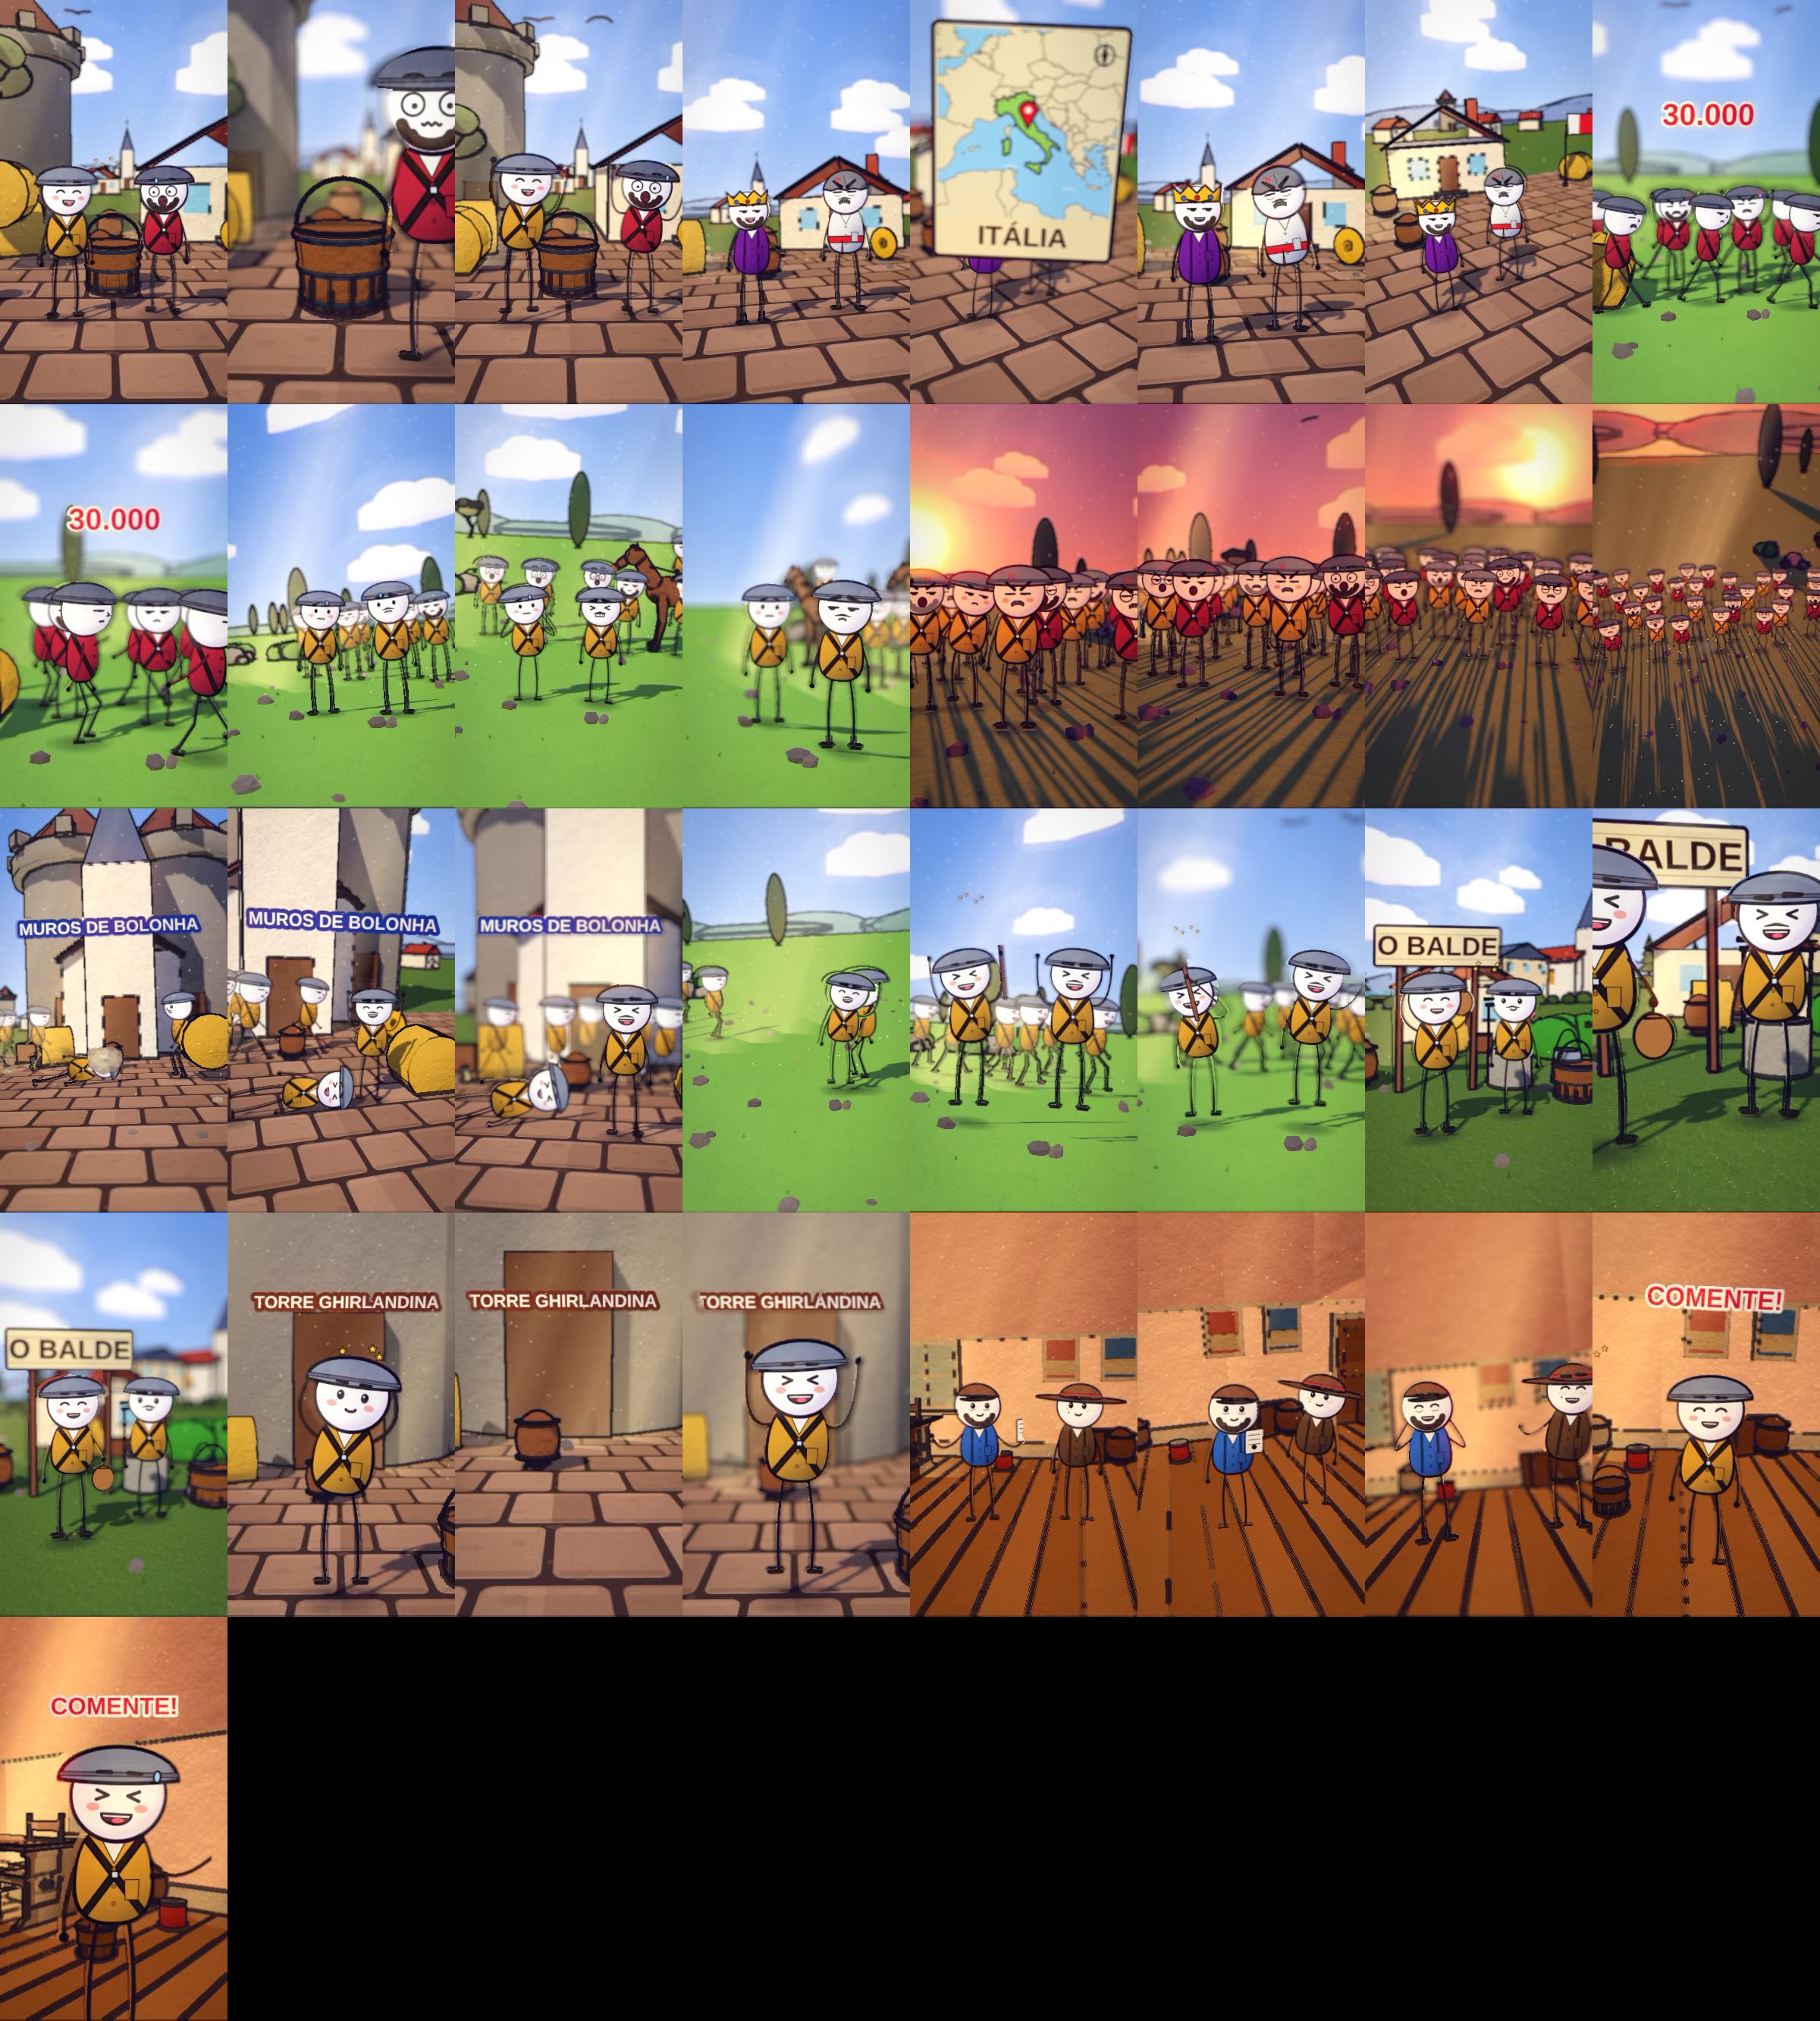 ITÁLIA
30.000
30.000
MUROS DE BOLONHA
MUROS DE BOLONHA
MUROS DE BOLONHA
O BALDE
BALDE
O BALDE
TORRE GHIRLANDINA
TORRE GHIRLANDINA
TORRE GHIRLANDINA
COMENTE!
COMENTE!